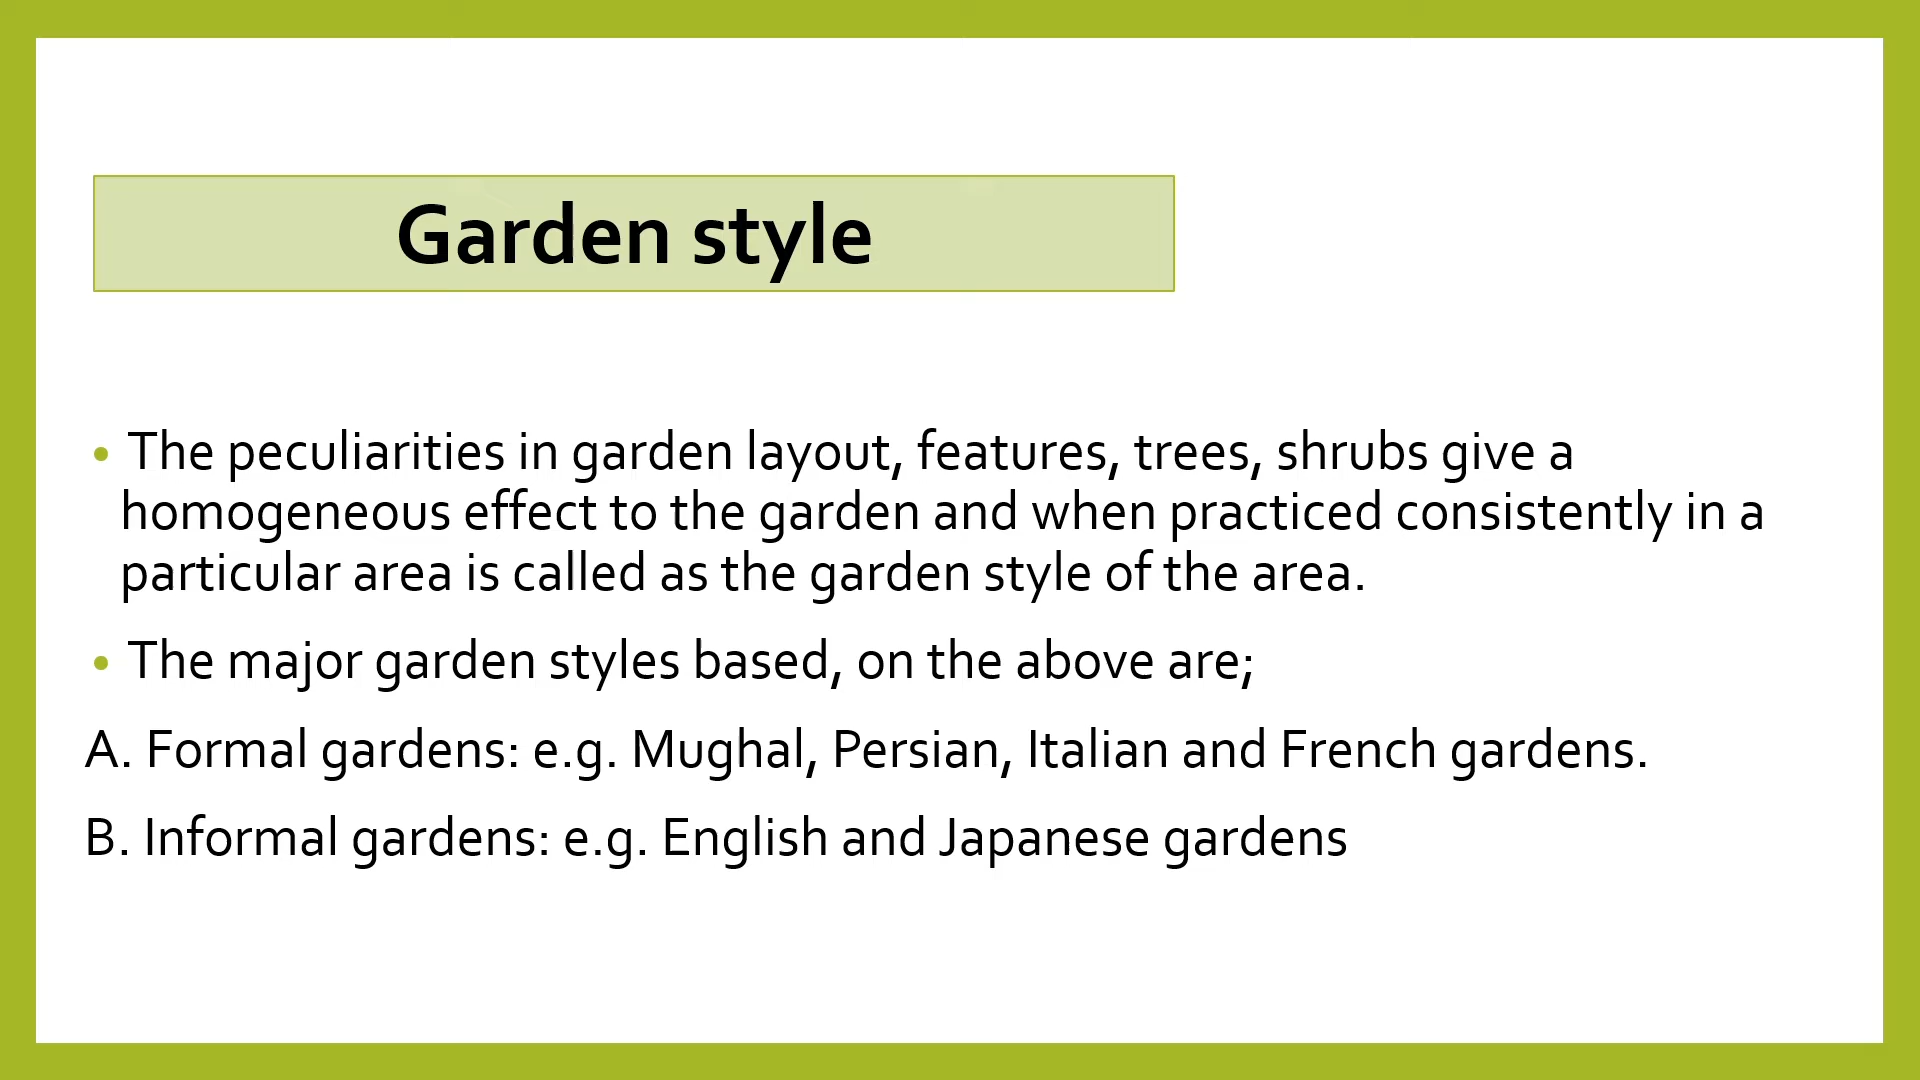 Garden style
• The peculiarities in garden layout, features, trees, shrubs give a
homogeneous effect to the garden and when practiced consistently in a
particular area is called as the garden style of the area.
• The major garden styles based, on the above are;
A. Formal gardens: e.g. Mughal, Persian, Italian and French gardens.
B. Informal gardens: e.g. English and Japanese gardens